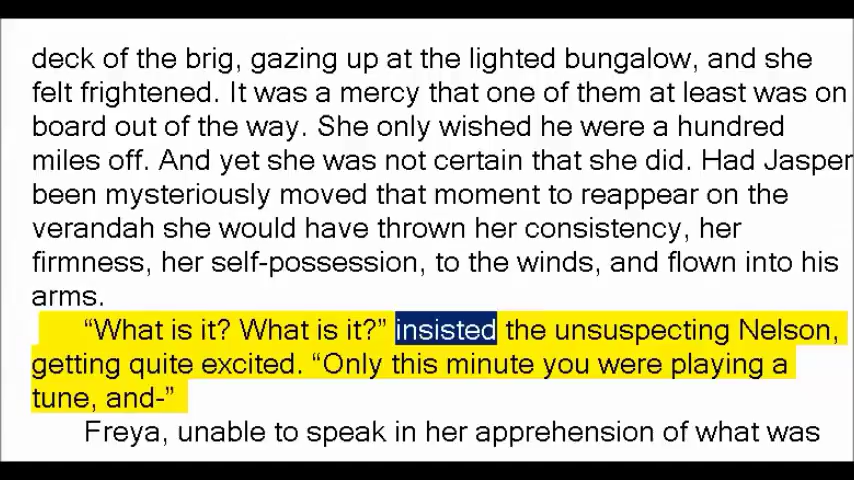 deck of the brig, gazing up at the lighted bungalow, and she
felt frightened. It was a mercy that one of them at least was on
board out of the way. She only wished he were a hundred
miles off. And yet she was not certain that she did. Had Jasper
been mysteriously moved that moment to reappear on the
verandah she would have thrown her consistency, her
firmness, her self-possession, to the winds, and flown into his
arms.
“What is it? What is it?” insisted the unsuspecting Nelson,
getting quite excited. “Only this minute you were playing a
tune, and-”
Freya, unable to speak in her apprehension of what was